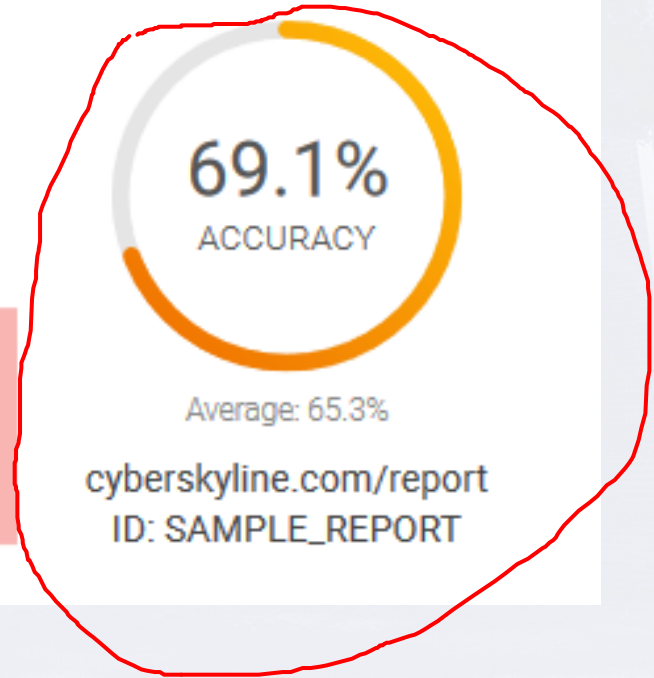 69.1%
ACCURACY
Average: 65.3%
cyberskyline.com/report
ID: SAMPLE_REPORT